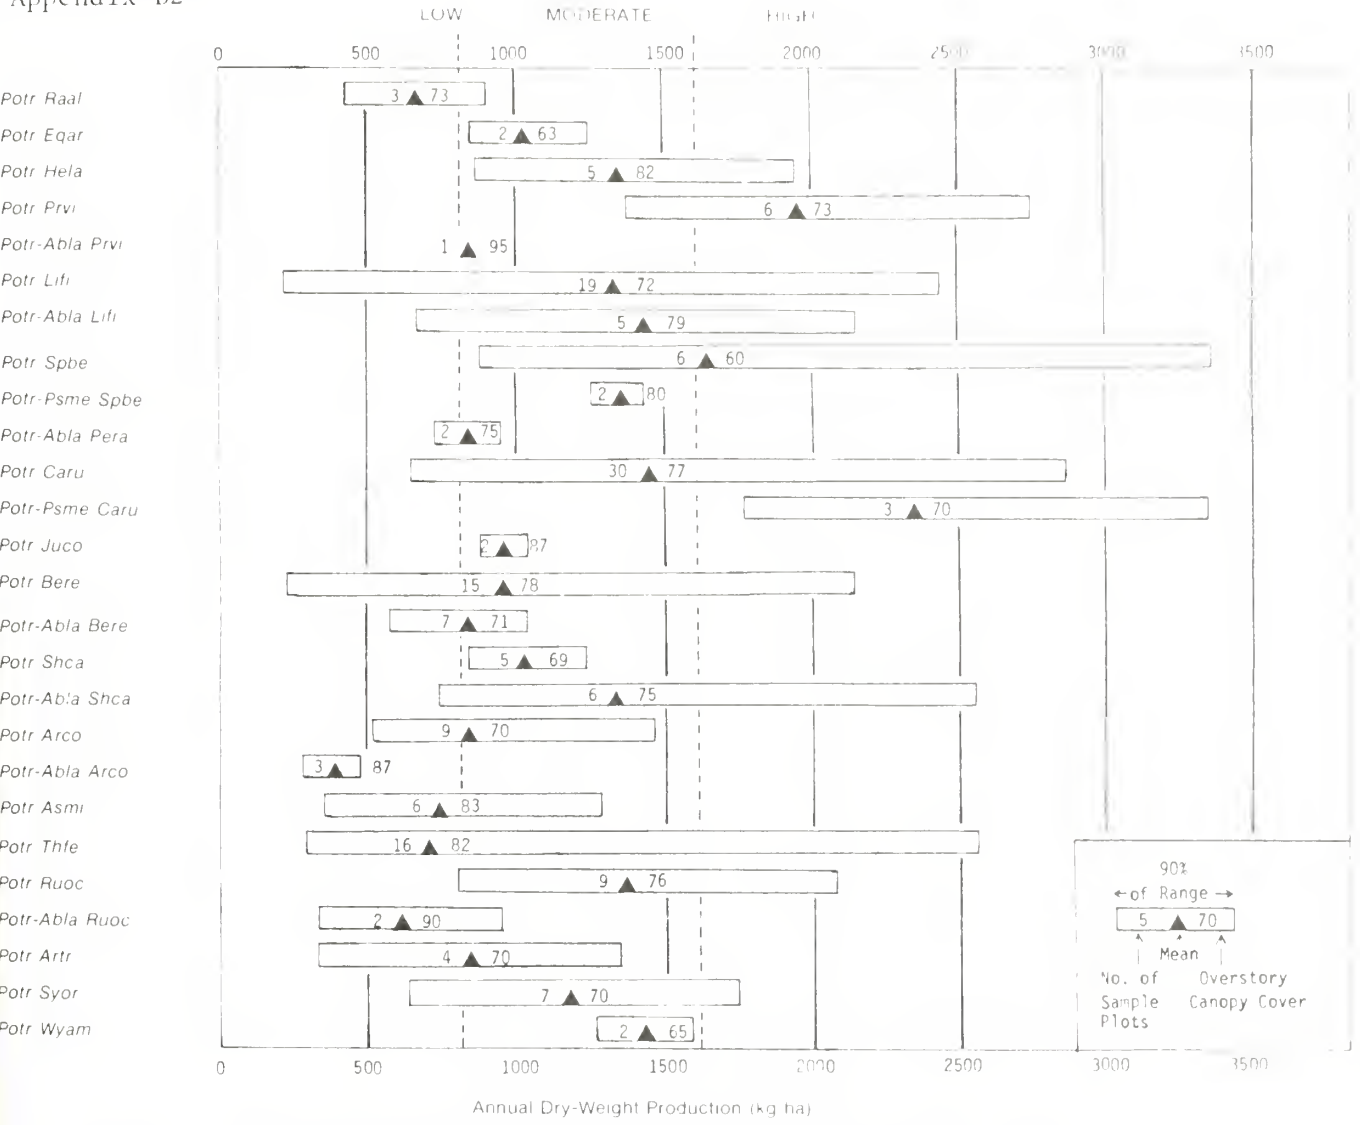 Appendix B2
LOW MODERATE HIGH
0 500 1000 1500 2000 2500 3000 3500
Potr Raal 3 73
Potr Eqar 2 63
Potr Hela 5 82
Potr Prvi 6 73
Potr-Abla Prvi 1 95
Potr Lifi 19 72
Potr-Abla Lifi 5 79
Potr Spbe 6 60
Potr-Psme Spbe 2 80
Potr-Abla Pera 2 75
Potr Caru 30 77
Potr-Psme Caru 3 70
Potr Juco 2 87
Potr Bere 15 78
Potr-Abla Bere 7 71
Potr Shca 5 69
Potr-Abla Shca 6 75
Potr Arco 9 70
Potr-Abla Arco 3 87
Potr Asmi 6 83
Potr Thfe 16 82
Potr Ruoc 9 76
Potr-Abla Ruoc 2 90
Potr Artr 4 70
Potr Syor 7 70
Potr Wyam 2 65
90%
←of Range→
5 70
Mean
No. of Overstory
Sample Canopy Cover
Plots
0 500 1000 1500 2000 2500 3000 3500
Annual Dry-Weight Production (kg ha)